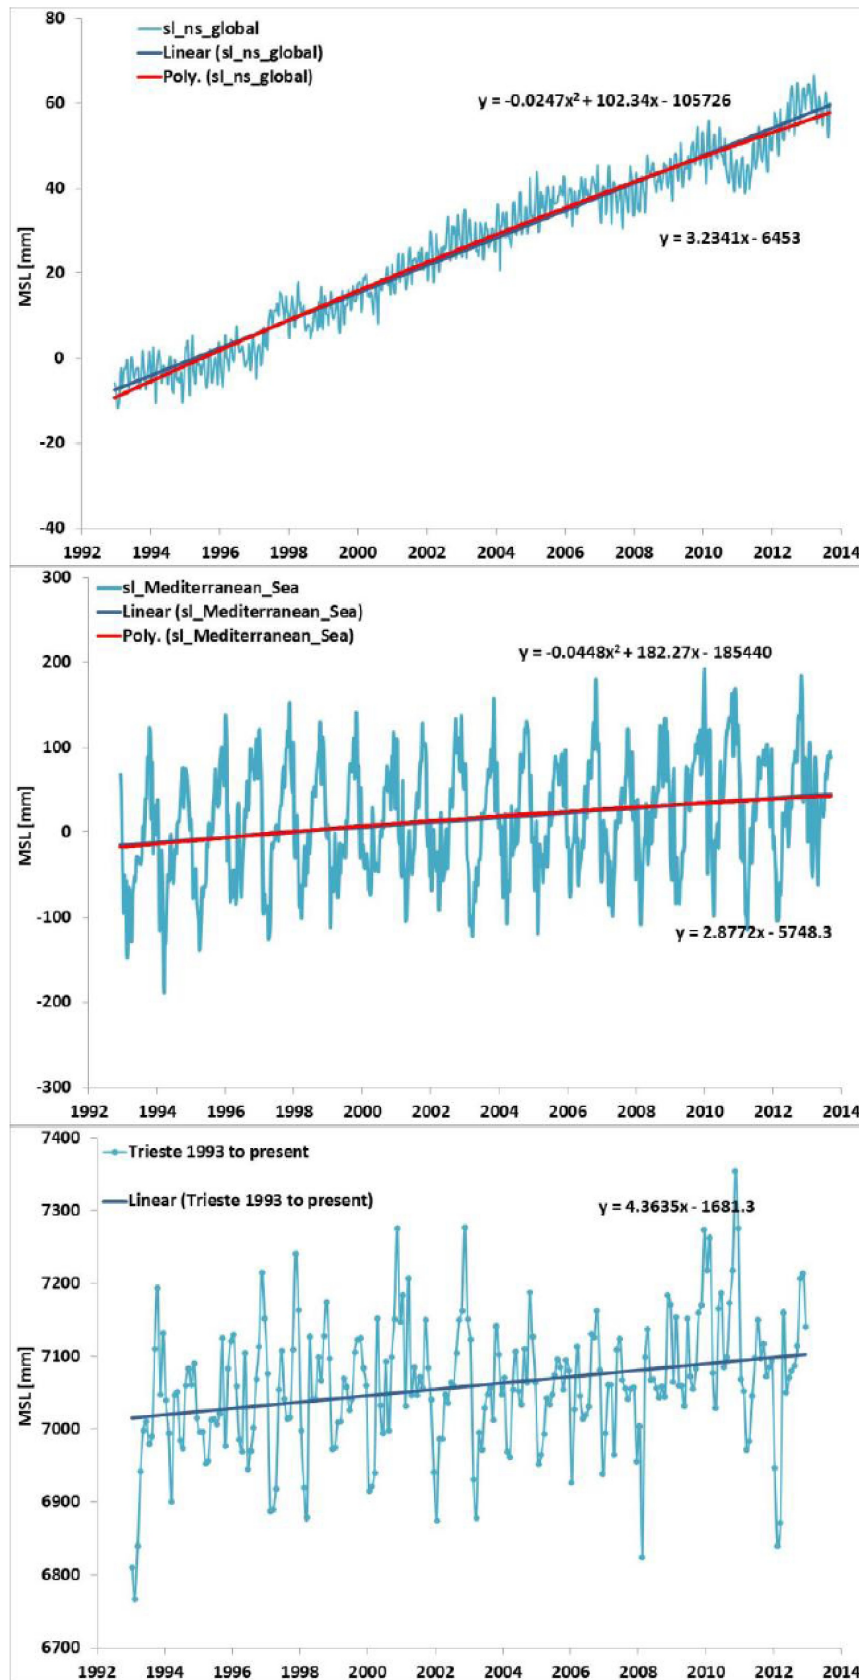 80
sl_ns_global
Linear (sl_ns_global)
Poly. (sl_ns_global)
y = -0.0247x² + 102.34x - 105726
60
40
y = 3.2341x - 6453
MSL [mm]
20
0
-20
-40
1992 1994 1996 1998 2000 2002 2004 2006 2008 2010 2012 2014
300
sl_Mediterranean_Sea
Linear (sl_Mediterranean_Sea)
Poly. (sl_Mediterranean_Sea)
y = -0.0448x² + 182.27x - 185440
200
100
MSL [mm]
0
-100
y = 2.8772x - 5748.3
-200
-300
1992 1994 1996 1998 2000 2002 2004 2006 2008 2010 2012 2014
7400
Trieste 1993 to present
Linear (Trieste 1993 to present)
y = 4.3635x - 1681.3
7300
7200
7100
MSL [mm]
7000
6900
6800
6700
1992 1994 1996 1998 2000 2002 2004 2006 2008 2010 2012 2014